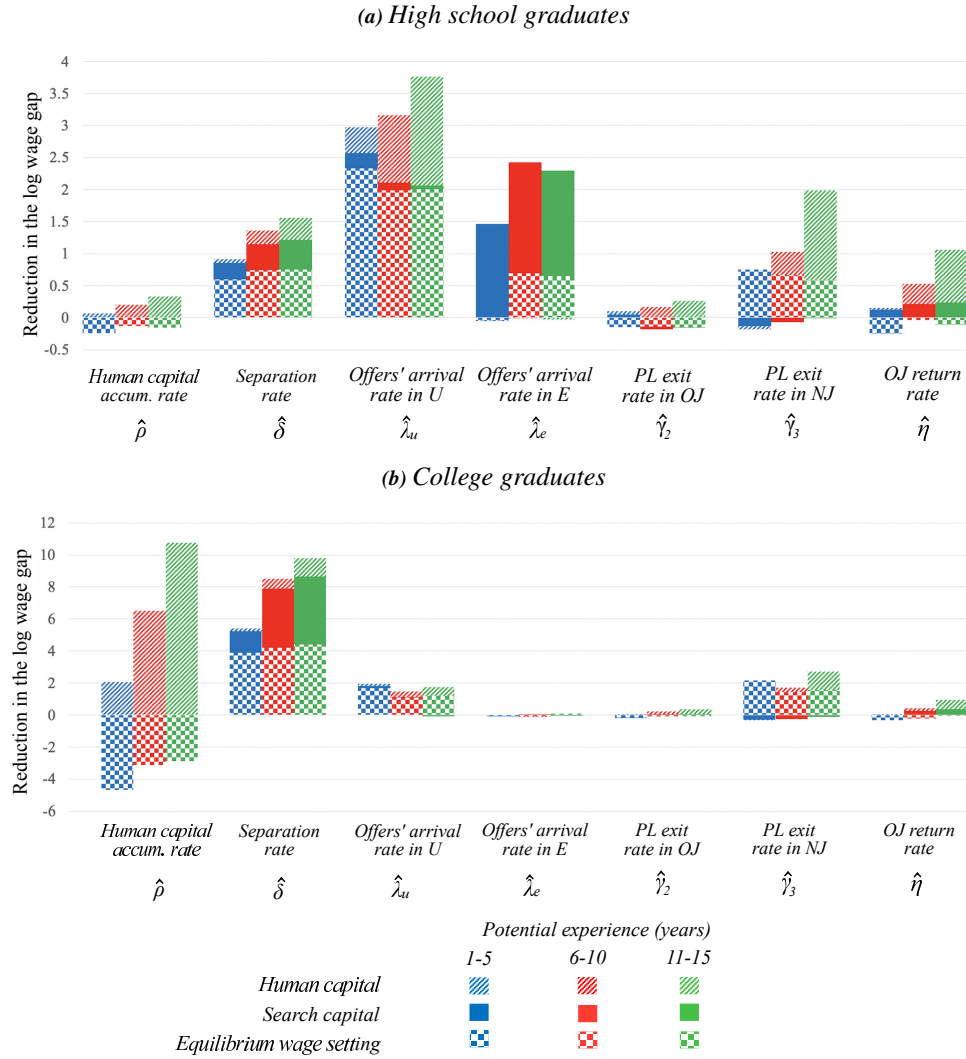 (a) High school graduates
Reduction in the log wage gap
4
3.5
3
2.5
2
1.5
1
0.5
0
-0.5
Human capital accum. rate
Separation rate
Offers' arrival rate in U
Offers' arrival rate in E
PL exit rate in OJ
PL exit rate in NJ
OJ return rate
ρ̂ δ̂ λ̂u λ̂e γ̂2 γ̂3 η̂
(b) College graduates
Reduction in the log wage gap
12
10
8
6
4
2
0
-2
-4
-6
Human capital accum. rate
Separation rate
Offers' arrival rate in U
Offers' arrival rate in E
PL exit rate in OJ
PL exit rate in NJ
OJ return rate
ρ̂ δ̂ λ̂u λ̂e γ̂2 γ̂3 η̂
Potential experience (years)
1-5 6-10 11-15
Human capital
Search capital
Equilibrium wage setting